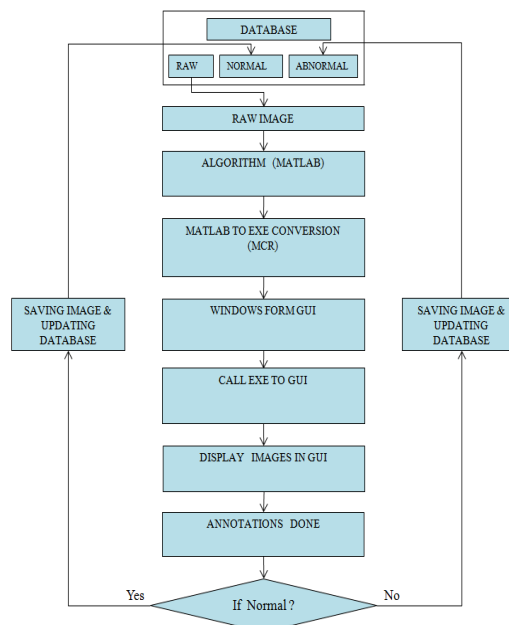 DATABASE
RAW
NORMAL
ABNORMAL
RAW IMAGE
ALGORITHM (MATLAB)
MATLAB TO EXE CONVERSION
(MCR)
SAVING IMAGE &
UPDATING
DATABASE
WINDOWS FORM GUI
SAVING IMAGE &
UPDATING
DATABASE
CALL EXE TO GUI
DISPLAY IMAGES IN GUI
ANNOTATIONS DONE
Yes
If Normal ?
No